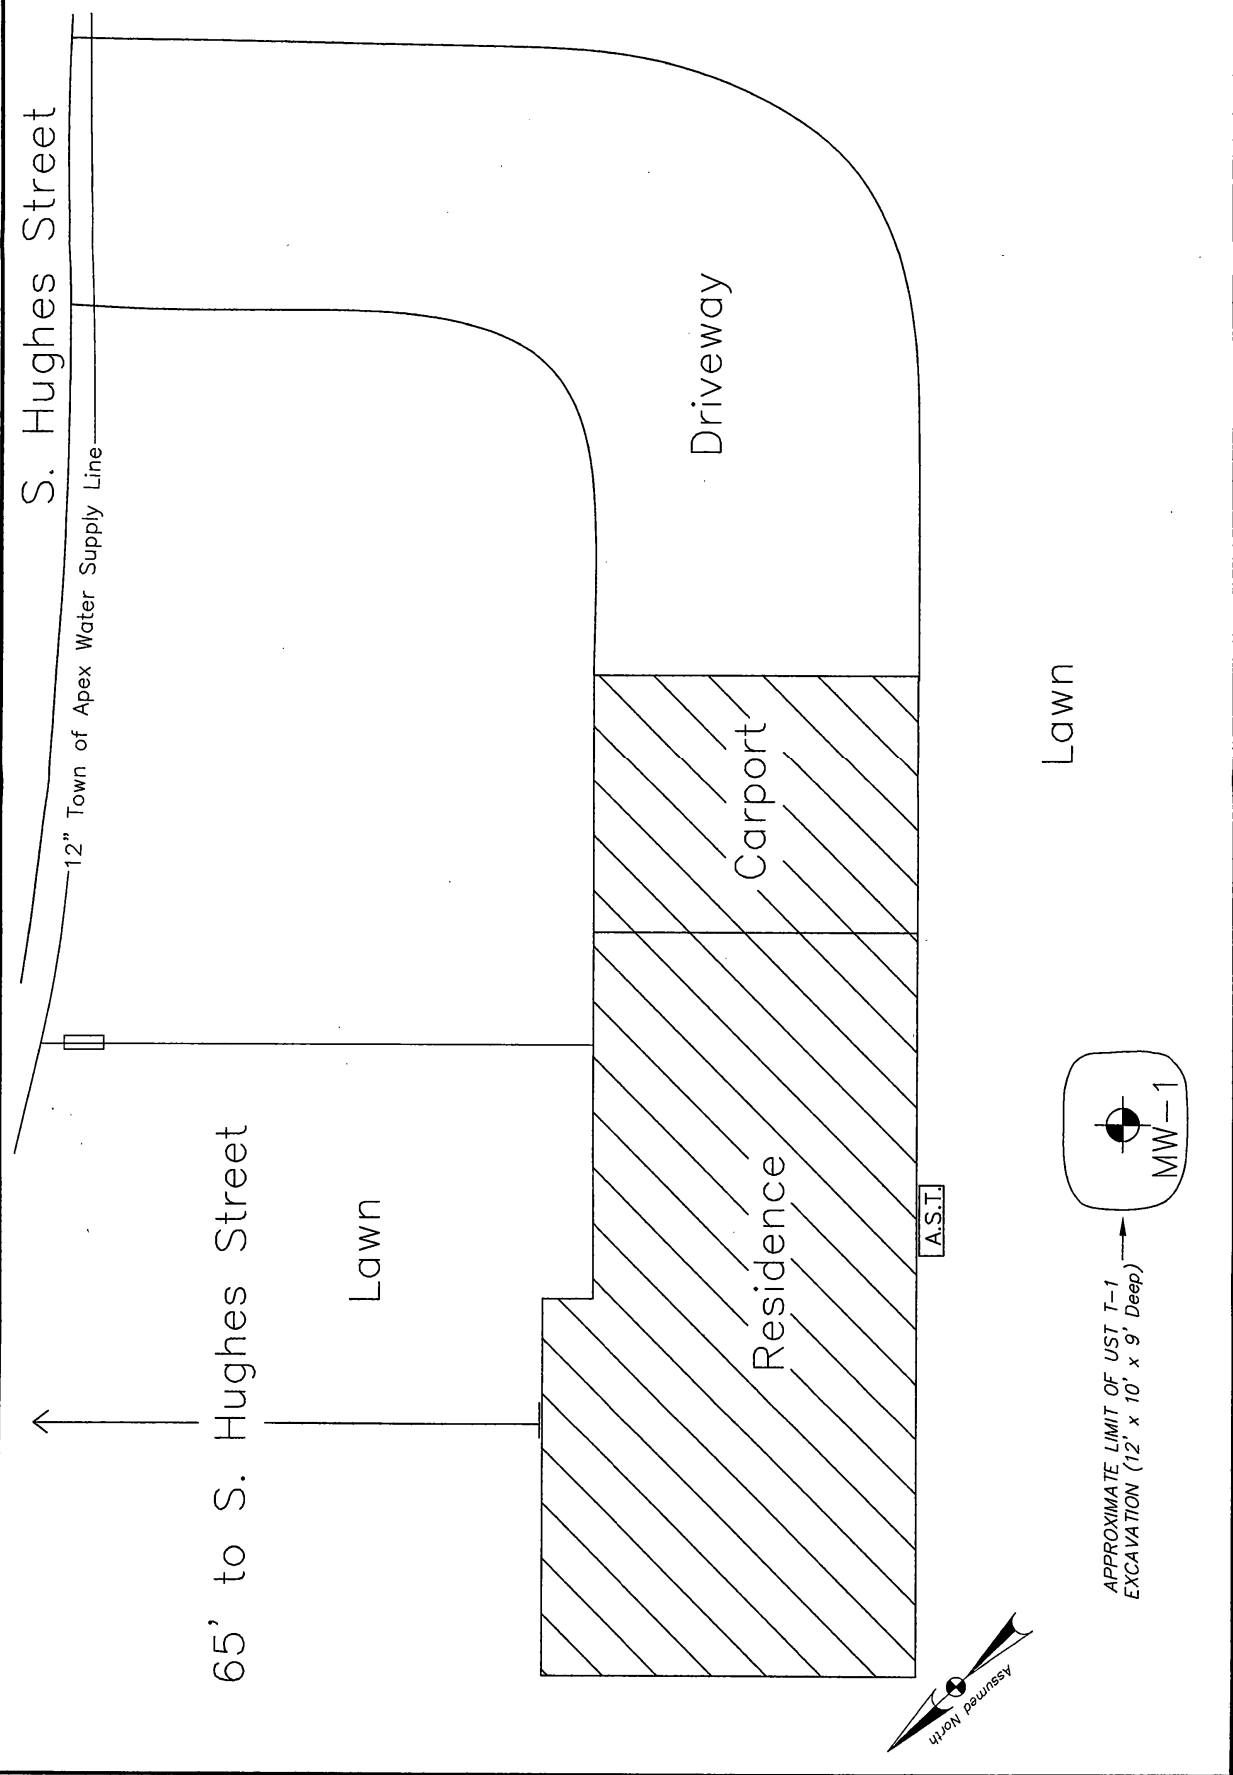 S. Hughes Street
12" Town of Apex Water Supply Line
65' to S. Hughes Street
Lawn
Driveway
Carport
Residence
A.S.T.
Lawn
MW-1
APPROXIMATE LIMIT OF UST T-1
EXCAVATION (12' x 10' x 9' Deep)
Assumed North